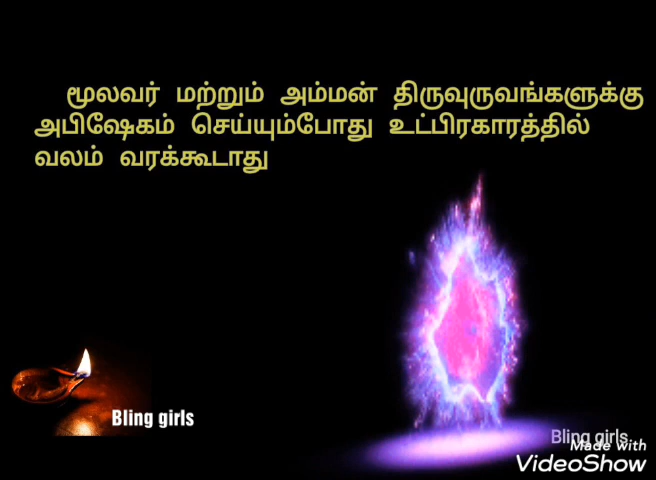 மூலவர் மற்றும் அம்மன் திருவுருவங்களுக்கு
அபிஷேகம் செய்யும்போது உட்பிரகாரத்தில்
வலம் வரக்கூடாது
Bling girls
Bling girls
Made with
VideoShow